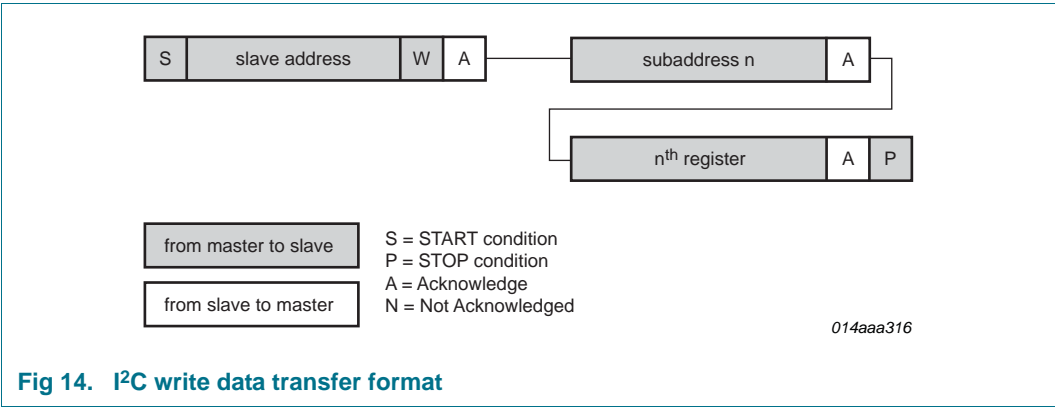 S slave address W A subaddress n A
nth register A P
from master to slave
from slave to master
S = START condition
P = STOP condition
A = Acknowledge
N = Not Acknowledged
014aaa316
Fig 14. I2C write data transfer format